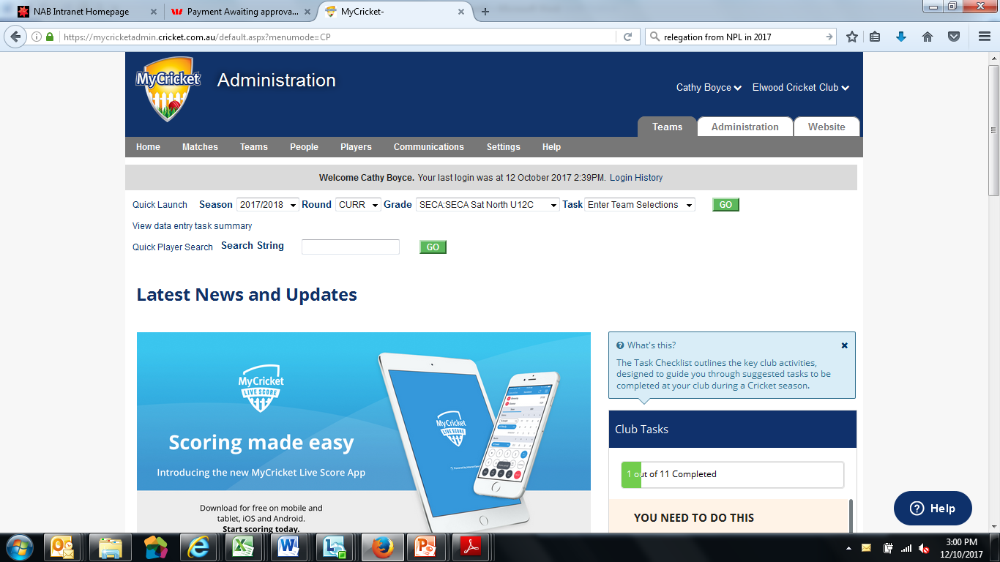 NAB Intranet Homepage
Payment Awaiting approva...
MyCricket-
https://mycricketadmin.cricket.com.au/default.aspx?menumode=CP
relegation from NPL in 2017
MyCricket
Administration
Cathy Boyce
Elwood Cricket Club
Teams
Administration
Website
Home
Matches
Teams
People
Players
Communications
Settings
Help
Welcome Cathy Boyce. Your last login was at 12 October 2017 2:39PM. Login History
Quick Launch Season 2017/2018 Round CURR Grade SECA:SECA Sat North U12C Task Enter Team Selections GO
View data entry task summary
Quick Player Search Search String GO
Latest News and Updates
MyCricket
LIVE SCORE
Scoring made easy
Introducing the new MyCricket Live Score App
Download for free on mobile and
tablet, iOS and Android.
Start scoring today.
MyCricket
LIVE SCORE
What's this?
The Task Checklist outlines the key club activities,
designed to guide you through suggested tasks to be
completed at your club during a Cricket season.
Club Tasks
1 out of 11 Completed
YOU NEED TO DO THIS
Help
3:00 PM
12/10/2017